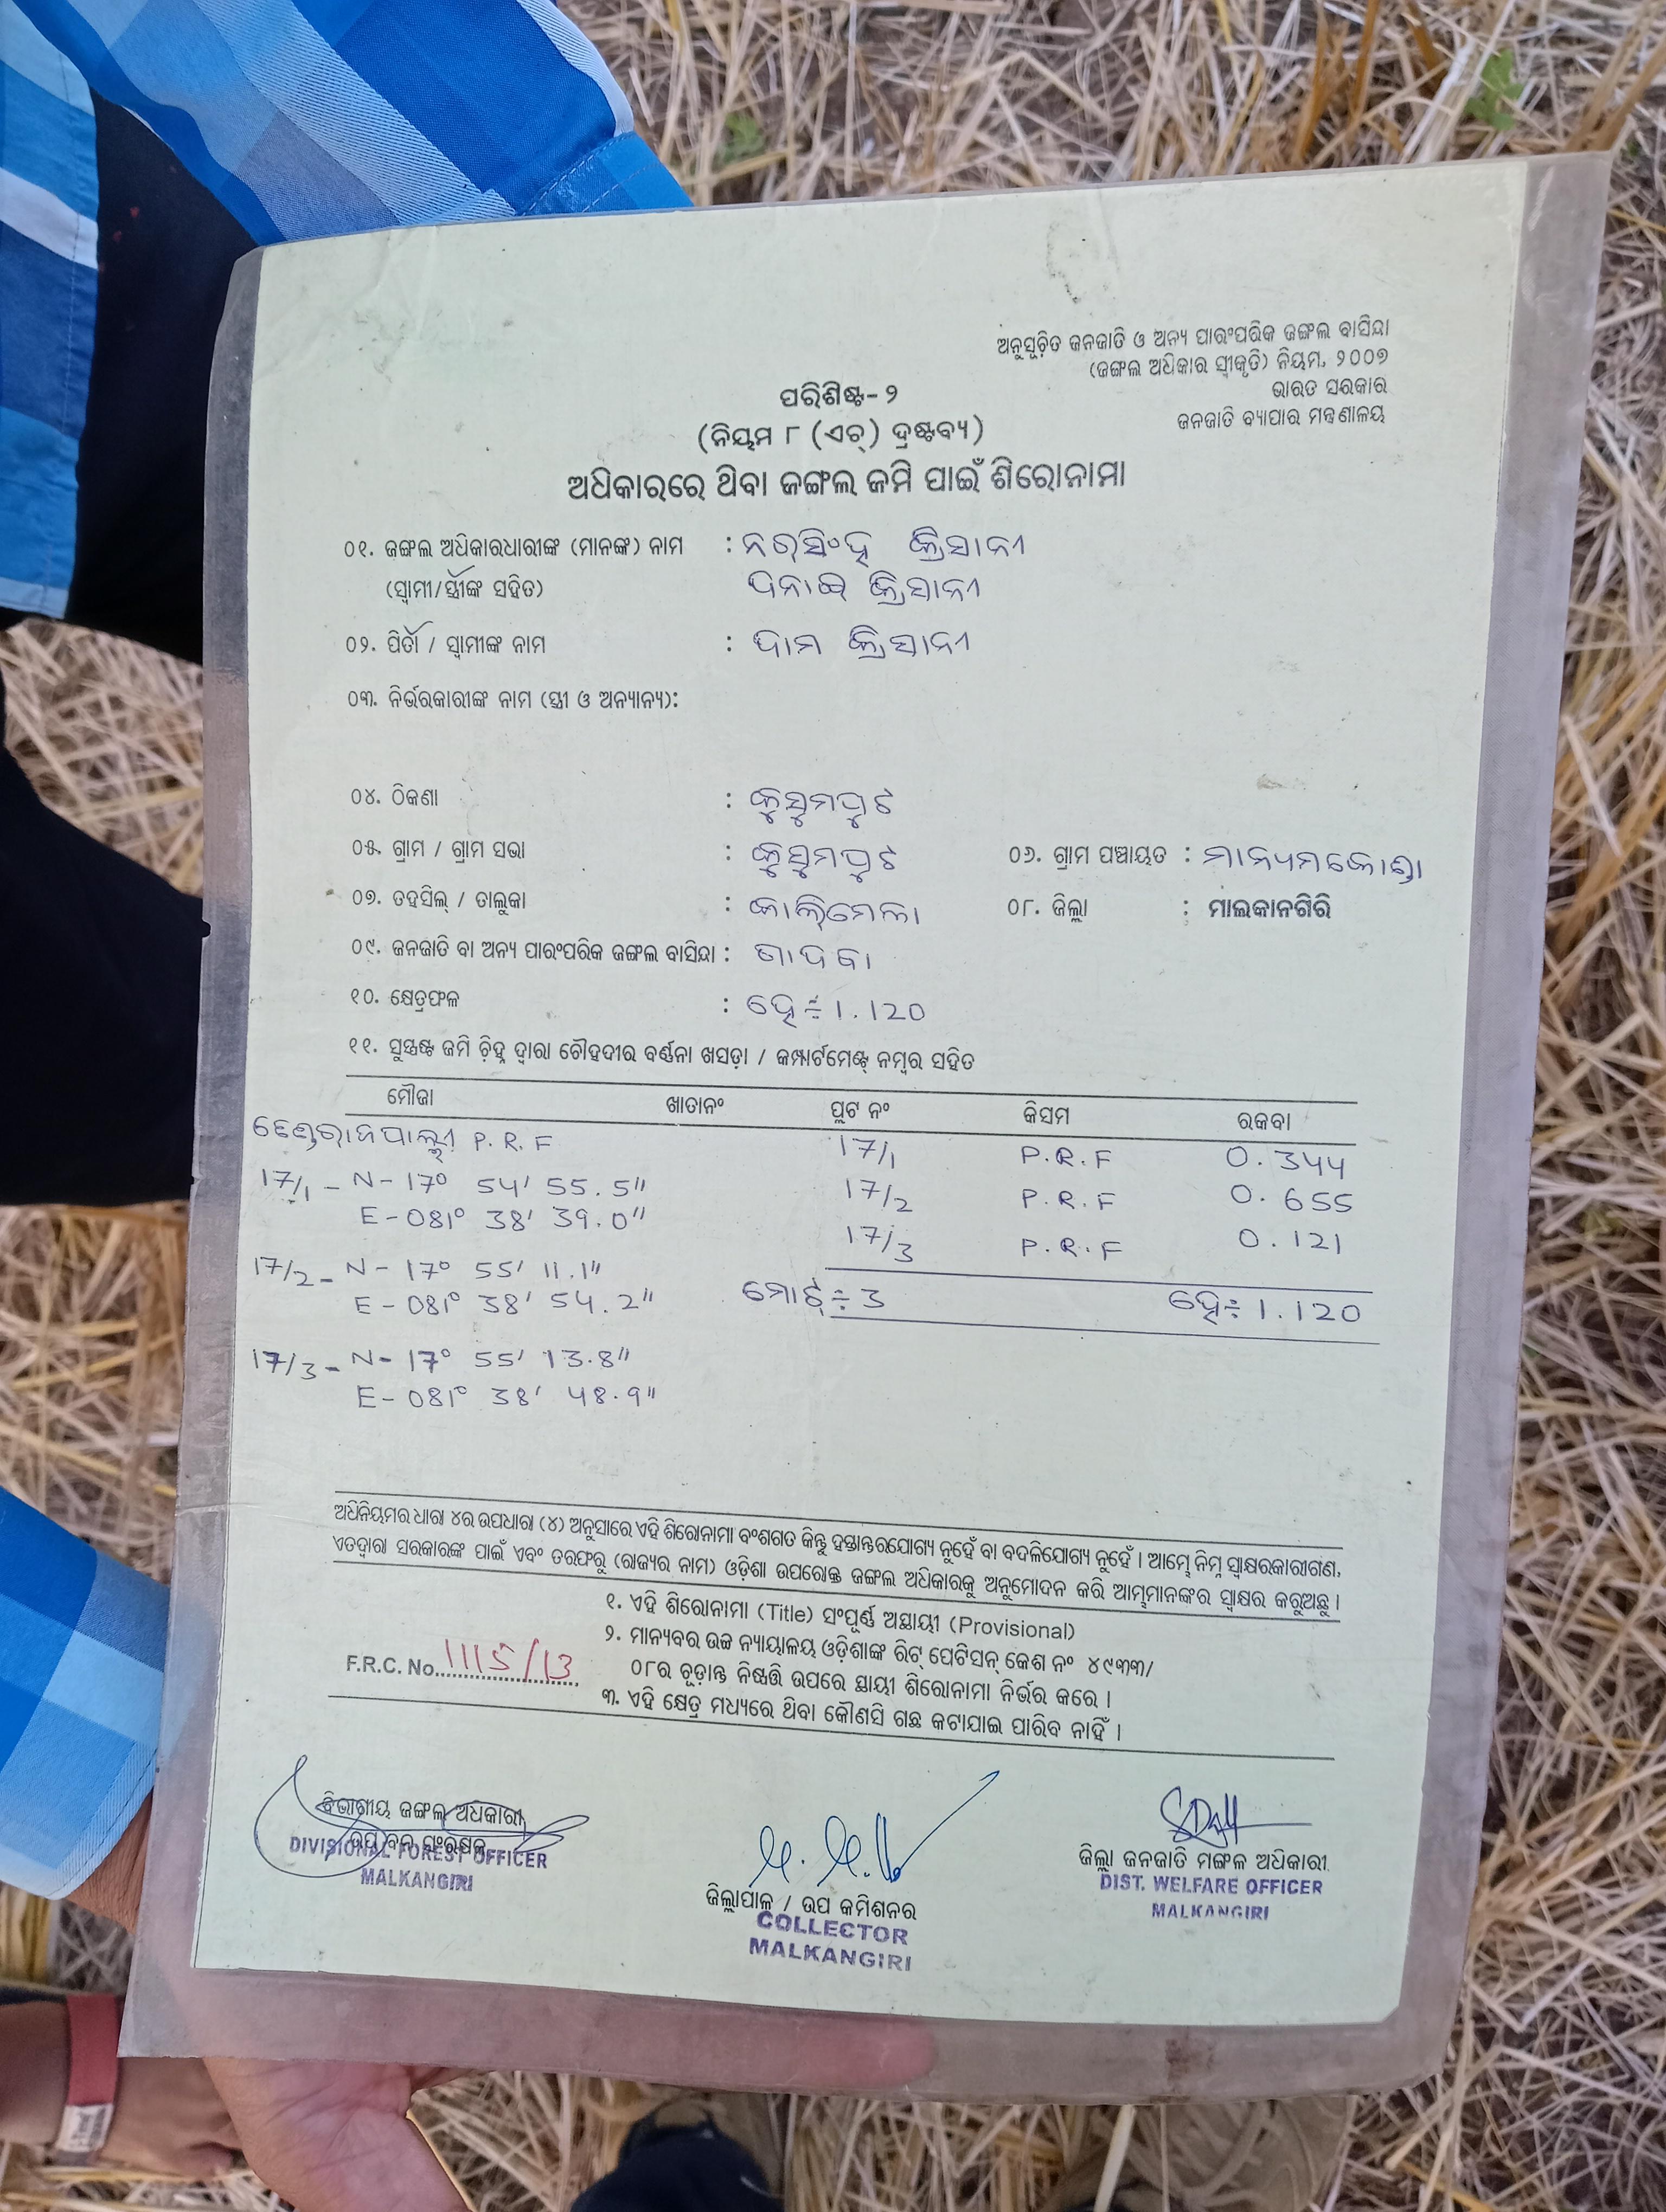 ଅନୁସୂଚିତ ଜନଜାତି ଓ ଅନ୍ୟ ପାରଂପରିକ ଜଙ୍ଗଲ ବାସିନ୍ଦା
(ଜଙ୍ଗଲ ଅଧିକାର ସ୍ୱୀକୃତି) ନିୟମ, ୨୦୦୭
ଭାରତ ସରକାର
ଜନଜାତି ବ୍ୟାପାର ମନ୍ତ୍ରଣାଳୟ
ପରିଶିଷ୍ଟ-୨
(ନିୟମ ୮ (ଏଚ୍) ଦ୍ରଷ୍ଟବ୍ୟ)
ଅଧିକାରରେ ଥିବା ଜଙ୍ଗଲ ଜମି ପାଇଁ ଶିରୋନାମା
୦୧. ଜଙ୍ଗଲ ଅଧିକାରଧାରୀଙ୍କ (ମାନଙ୍କ) ନାମ : ନରସିଂହ କ୍ରିସାନୀ
(ସ୍ୱାମୀ/ସ୍ତ୍ରୀଙ୍କ ସହିତ) କ୍ରିସାନୀ
୦୨. ପିତା / ସ୍ୱାମୀଙ୍କ ନାମ : ଦାମ କ୍ରିସାନୀ
୦୩. ନିର୍ଭରକାରୀଙ୍କ ନାମ (ସ୍ତ୍ରୀ ଓ ଅନ୍ୟାନ୍ୟ):
୦୪. ଠିକଣା : କୁସୁମପୁଟ
୦୫. ଗ୍ରାମ / ଗ୍ରାମ ସଭା : କୁସୁମପୁଟ ୦୬. ଗ୍ରାମ ପଞ୍ଚାୟତ : ମାନ୍ୟମକୋଣ୍ଡା
୦୭. ତହସିଲ୍ / ତାଲୁକା : କାଲିମେଲା ୦୮. ଜିଲ୍ଲା : ମାଲକାନଗିରି
୦୯. ଜନଜାତି ବା ଅନ୍ୟ ପାରଂପରିକ ଜଙ୍ଗଲ ବାସିନ୍ଦା : ଗାଦବା
୧୦. କ୍ଷେତ୍ରଫଳ : ହେ÷1.120
୧୧. ସୁସ୍ପଷ୍ଟ ଜମି ଚ଼ିହ୍ନ ଦ୍ୱାରା ଚୌହଦୀର ବର୍ଣ୍ଣନା ଖସଡ଼ା / କମ୍ପାର୍ଟମେଣ୍ଟ୍ ନମ୍ବର ସହିତ
ମୌଜା ଖାତାନଂ ପ୍ଲଟ ନଂ କିସମ ରକବା
P.R.F 17/1 P.R.F 0.344
17/1 - N-17° 54' 55.5" 17/2 P.R.F 0.655
E-081° 38' 39.0" 17/3 P.R.F 0.121
17/2 - N-17° 55' 11.1"
E-081° 38' 54.2" ମୋଟ୍÷3 ହେ÷1.120
17/3 - N-17° 55' 13.8"
E-081° 38' 48.9"
ଅଧିନିୟମର ଧାରା ୪ର ଉପଧାରା (୪) ଅନୁସାରେ ଏହି ଶିରୋନାମା ବଂଶଗତ କିନ୍ତୁ ହସ୍ତାନ୍ତରଯୋଗ୍ୟ ନୁହେଁ ବା ବଦଳିଯୋଗ୍ୟ ନୁହେଁ । ଆମ୍ଭେ ନିମ୍ନ ସ୍ୱାକ୍ଷରକାରୀଗଣ,
ଏତଦ୍ୱାରା ସରକାରଙ୍କ ପାଇଁ ଏବଂ ତରଫରୁ (ରାଜ୍ୟର ନାମ) ଓଡ଼ିଶା ଉପରୋକ୍ତ ଜଙ୍ଗଲ ଅଧିକାରକୁ ଅନୁମୋଦନ କରି ଆମ୍ଭମାନଙ୍କର ସ୍ୱାକ୍ଷର କରୁଅଛୁ ।
୧. ଏହି ଶିରୋନାମା (Title) ସଂପୂର୍ଣ୍ଣ ଅସ୍ଥାୟୀ (Provisional)
୨. ମାନ୍ୟବର ଉଚ୍ଚ ନ୍ୟାୟାଳୟ ଓଡ଼ିଶାଙ୍କ ରିଟ୍ ପେଟିସନ୍ କେଶ ନଂ ୪୯୩୩/
୦୮ର ଚୂଡ଼ାନ୍ତ ନିଷ୍ପତ୍ତି ଉପରେ ସ୍ଥାୟୀ ଶିରୋନାମା ନିର୍ଭର କରେ ।
F.R.C. No. 1115/13
୩. ଏହି କ୍ଷେତ୍ର ମଧ୍ୟରେ ଥିବା କୌଣସି ଗଛ କଟାଯାଇ ପାରିବ ନାହିଁ ।
ବିଭାଗୀୟ ଜଙ୍ଗଲ ଅଧିକାରୀ
ଉପ ବନ ସଂରକ୍ଷକ
DIVISIONAL FOREST OFFICER
MALKANGIRI
ଜିଲ୍ଲାପାଳ / ଉପ କମିଶନର
COLLECTOR
MALKANGIRI
ଜିଲ୍ଲା ଜନଜାତି ମଙ୍ଗଳ ଅଧିକାରୀ
DIST. WELFARE OFFICER
MALKANGIRI